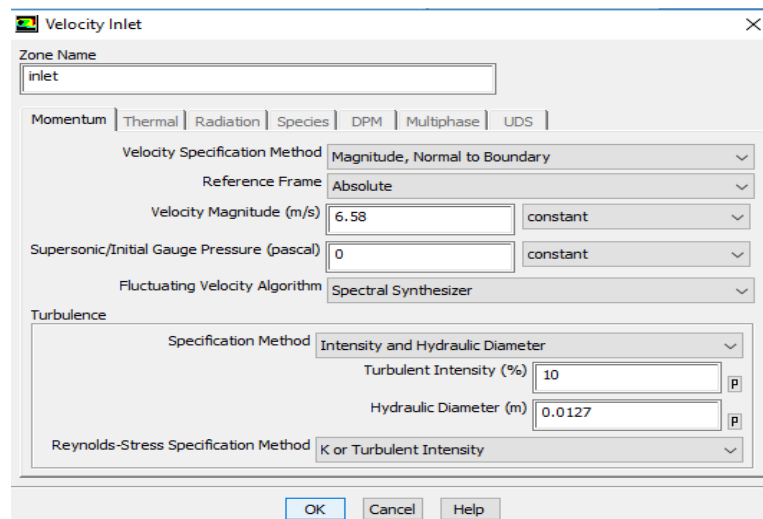 Velocity Inlet
Zone Name
inlet
Momentum Thermal Radiation Species DPM Multiphase UDS
Velocity Specification Method Magnitude, Normal to Boundary
Reference Frame Absolute
Velocity Magnitude (m/s) 6.58 constant
Supersonic/Initial Gauge Pressure (pascal) 0 constant
Fluctuating Velocity Algorithm Spectral Synthesizer
Turbulence
Specification Method Intensity and Hydraulic Diameter
Turbulent Intensity (%) 10 P
Hydraulic Diameter (m) 0.0127 P
Reynolds-Stress Specification Method K or Turbulent Intensity
OK Cancel Help